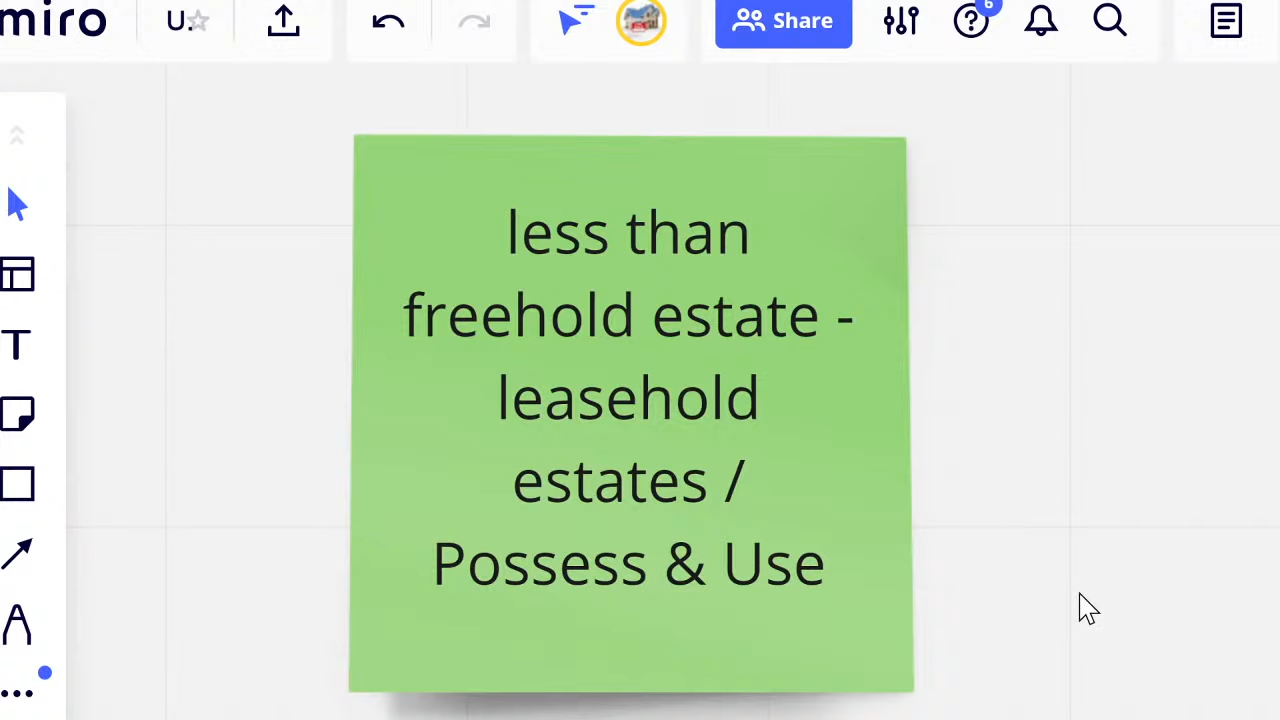 miro
U.
Share
6
less than
freehold estate -
leasehold
estates /
Possess & Use